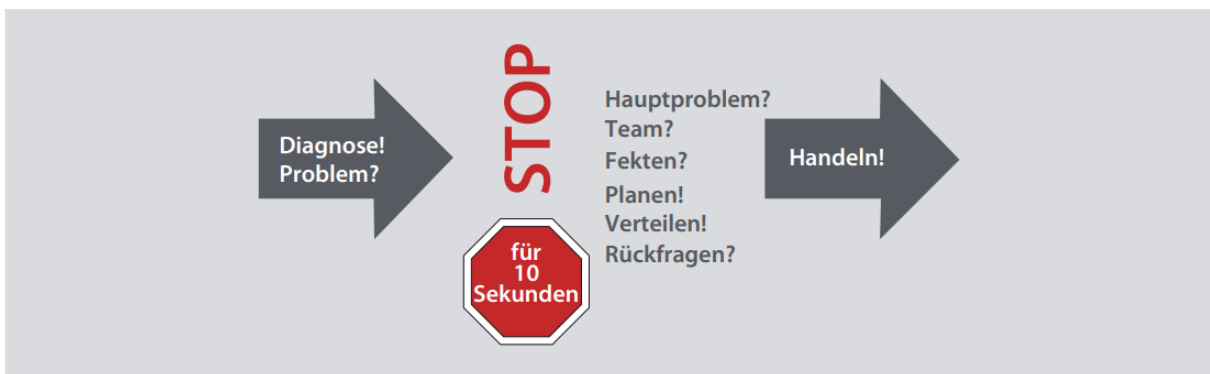 Diagnose!
Problem?
STOP
für
10
Sekunden
Hauptproblem?
Team?
Fekten?
Planen!
Verteilen!
Rückfragen?
Handeln!